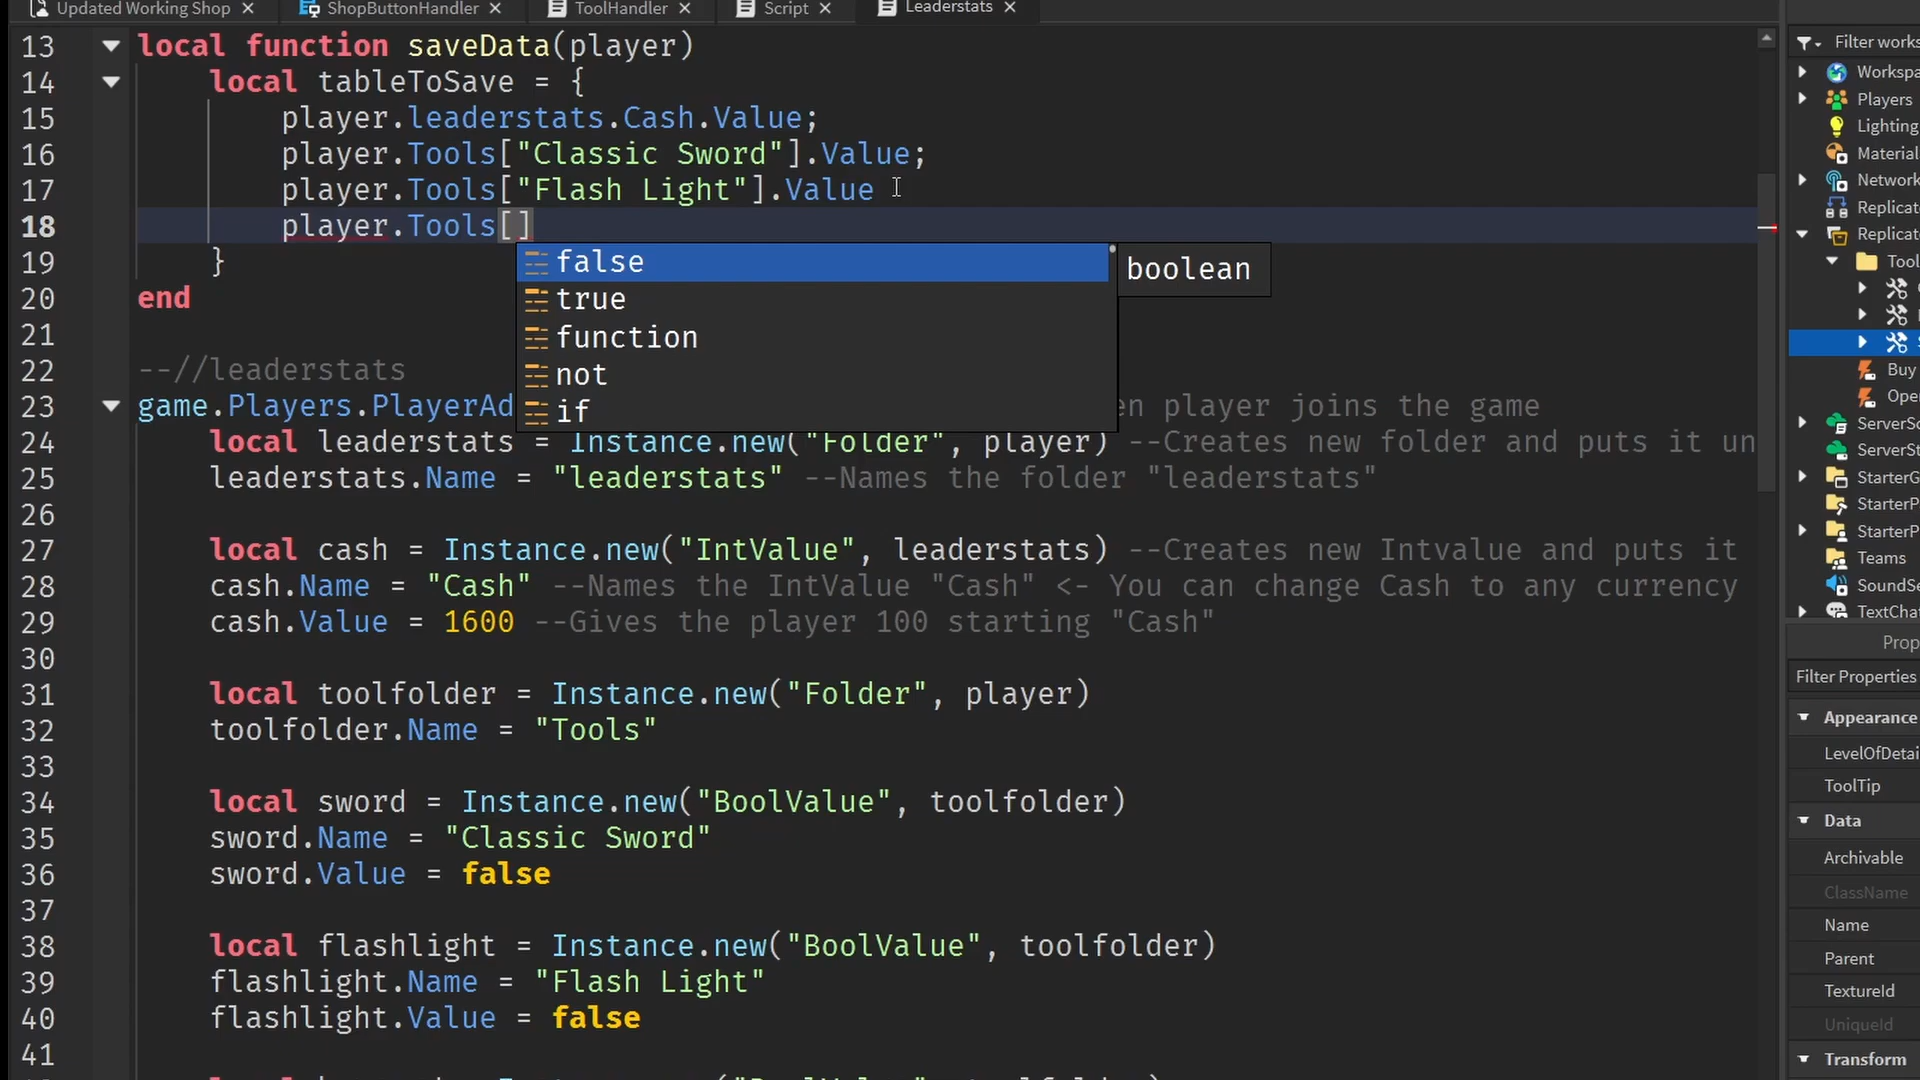 Updated Working Shop
ShopButtonHandler
ToolHandler
Script
Leaderstats
13 local function saveData(player)
14 local tableToSave = {
15 player.leaderstats.Cash.Value;
16 player.Tools["Classic Sword"].Value;
17 player.Tools["Flash Light"].Value
18 player.Tools[]
19 }
20 end
21
22 --//leaderstats
23 game.Players.PlayerAd en player joins the game
24 local leaderstats = Instance.new("Folder", player) --Creates new folder and puts it un
25 leaderstats.Name = "leaderstats" --Names the folder "leaderstats"
26
27 local cash = Instance.new("IntValue", leaderstats) --Creates new Intvalue and puts it
28 cash.Name = "Cash" --Names the IntValue "Cash" <- You can change Cash to any currency
29 cash.Value = 1600 --Gives the player 100 starting "Cash"
30
31 local toolfolder = Instance.new("Folder", player)
32 toolfolder.Name = "Tools"
33
34 local sword = Instance.new("BoolValue", toolfolder)
35 sword.Name = "Classic Sword"
36 sword.Value = false
37
38 local flashlight = Instance.new("BoolValue", toolfolder)
39 flashlight.Name = "Flash Light"
40 flashlight.Value = false
41
false
true
function
not
if
boolean
Filter works
Workspa
Players
Lighting
Material
Network
Replicat
Replicat
Tool
Buy
Oper
ServerSc
ServerSt
StarterG
StarterP
StarterP
Teams
SoundSe
TextChat
Prop
Filter Properties
Appearance
LevelOfDetai
ToolTip
Data
Archivable
ClassName
Name
Parent
TextureId
UniqueId
Transform